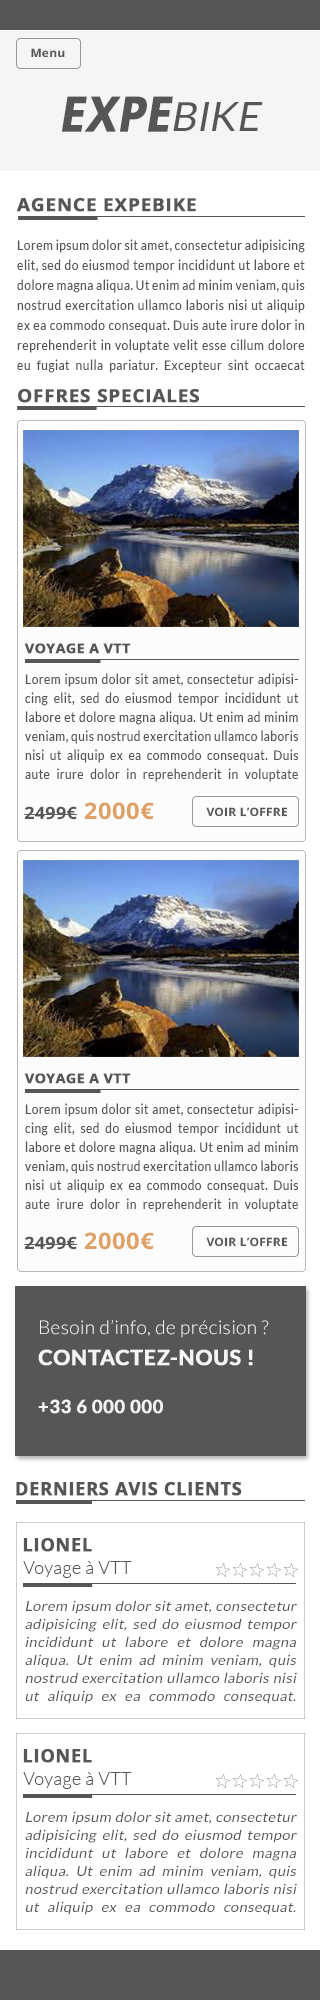 Menu
EXPEBIKE
AGENCE EXPEBIKE
Lorem ipsum dolor sit amet, consectetur adipisicing
elit, sed do eiusmod tempor incididunt ut labore et
dolore magna aliqua. Ut enim ad minim veniam, quis
nostrud exercitation ullamco laboris nisi ut aliquip
ex ea commodo consequat. Duis aute irure dolor in
reprehenderit in voluptate velit esse cillum dolore
eu fugiat nulla pariatur. Excepteur sint occaecat
OFFRES SPECIALES
VOYAGE A VTT
Lorem ipsum dolor sit amet, consectetur adipisi-
cing elit, sed do eiusmod tempor incididunt ut
labore et dolore magna aliqua. Ut enim ad minim
veniam, quis nostrud exercitation ullamco laboris
nisi ut aliquip ex ea commodo consequat. Duis
aute irure dolor in reprehenderit in voluptate
2499€ 2000€ VOIR L'OFFRE
VOYAGE A VTT
Lorem ipsum dolor sit amet, consectetur adipisi-
cing elit, sed do eiusmod tempor incididunt ut
labore et dolore magna aliqua. Ut enim ad minim
veniam, quis nostrud exercitation ullamco laboris
nisi ut aliquip ex ea commodo consequat. Duis
aute irure dolor in reprehenderit in voluptate
2499€ 2000€ VOIR L'OFFRE
Besoin d'info, de précision ?
CONTACTEZ-NOUS !
+33 6 000 000
DERNIERS AVIS CLIENTS
LIONEL
Voyage à VTT ☆☆☆☆☆
Lorem ipsum dolor sit amet, consectetur
adipisicing elit, sed do eiusmod tempor
incididunt ut labore et dolore magna
aliqua. Ut enim ad minim veniam, quis
nostrud exercitation ullamco laboris nisi
ut aliquip ex ea commodo consequat.
LIONEL
Voyage à VTT ☆☆☆☆☆
Lorem ipsum dolor sit amet, consectetur
adipisicing elit, sed do eiusmod tempor
incididunt ut labore et dolore magna
aliqua. Ut enim ad minim veniam, quis
nostrud exercitation ullamco laboris nisi
ut aliquip ex ea commodo consequat.